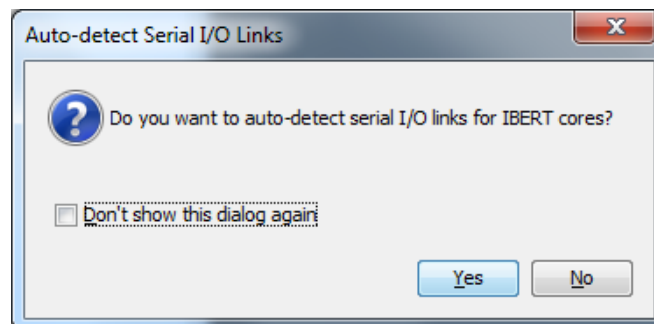 Auto-detect Serial I/O Links
Do you want to auto-detect serial I/O links for IBERT cores?
Don't show this dialog again
Yes
No